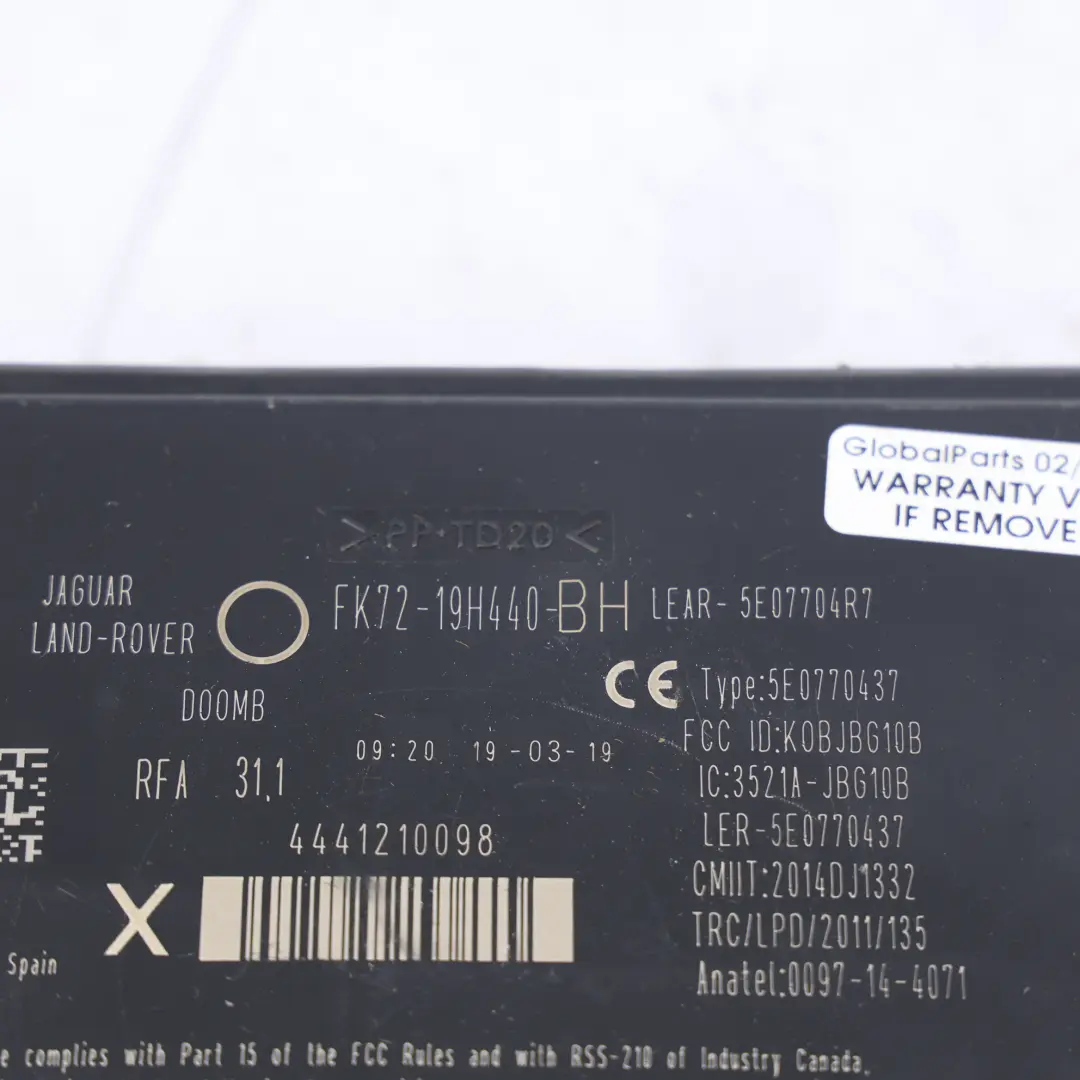 GlobalParts 02/
WARRANTY V
IF REMOVE
>PP-TD20<
JAGUAR
LAND-ROVER
FK72-19H440-BH
LEAR- 5E07704R7
DOOMB
CE Type:5E0770437
09:20 19-03-19
FCC ID:KOBJBG10B
RFA 31,1
IC:3521A-JBG10B
4441210098
LER-5E0770437
CMIIT:2014DJ1332
X
TRC/LPD/2011/135
Spain
Anatel:0097-14-4071
e complies with Part 15 of the FCC Rules and with RSS-210 of Industry Canada.